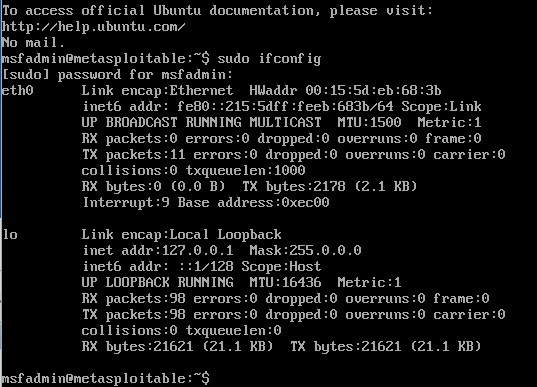 To access official Ubuntu documentation, please visit:
http://help.ubuntu.com/
No mail.
msfadmin@metasploitable:~$ sudo ifconfig
[sudo] password for msfadmin:
eth0      Link encap:Ethernet  HWaddr 00:15:5d:eb:68:3b
          inet6 addr: fe80::215:5dff:feeb:683b/64 Scope:Link
          UP BROADCAST RUNNING MULTICAST  MTU:1500  Metric:1
          RX packets:0 errors:0 dropped:0 overruns:0 frame:0
          TX packets:11 errors:0 dropped:0 overruns:0 carrier:0
          collisions:0 txqueuelen:1000
          RX bytes:0 (0.0 B)  TX bytes:2178 (2.1 KB)
          Interrupt:9 Base address:0xec00

lo        Link encap:Local Loopback
          inet addr:127.0.0.1  Mask:255.0.0.0
          inet6 addr: ::1/128 Scope:Host
          UP LOOPBACK RUNNING  MTU:16436  Metric:1
          RX packets:98 errors:0 dropped:0 overruns:0 frame:0
          TX packets:98 errors:0 dropped:0 overruns:0 carrier:0
          collisions:0 txqueuelen:0
          RX bytes:21621 (21.1 KB)  TX bytes:21621 (21.1 KB)

msfadmin@metasploitable:~$